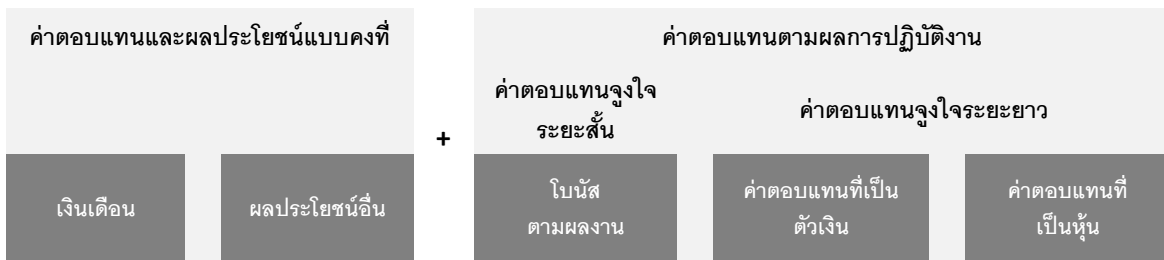 ค่าตอบแทนและผลประโยชน์แบบคงที่
เงินเดือน
ผลประโยชน์อื่น
+
ค่าตอบแทนตามผลการปฏิบัติงาน
ค่าตอบแทนจูงใจ
ระยะสั้น
ค่าตอบแทนจูงใจระยะยาว
โบนัส
ตามผลงาน
ค่าตอบแทนที่เป็น
ตัวเงิน
ค่าตอบแทนที่
เป็นหุ้น